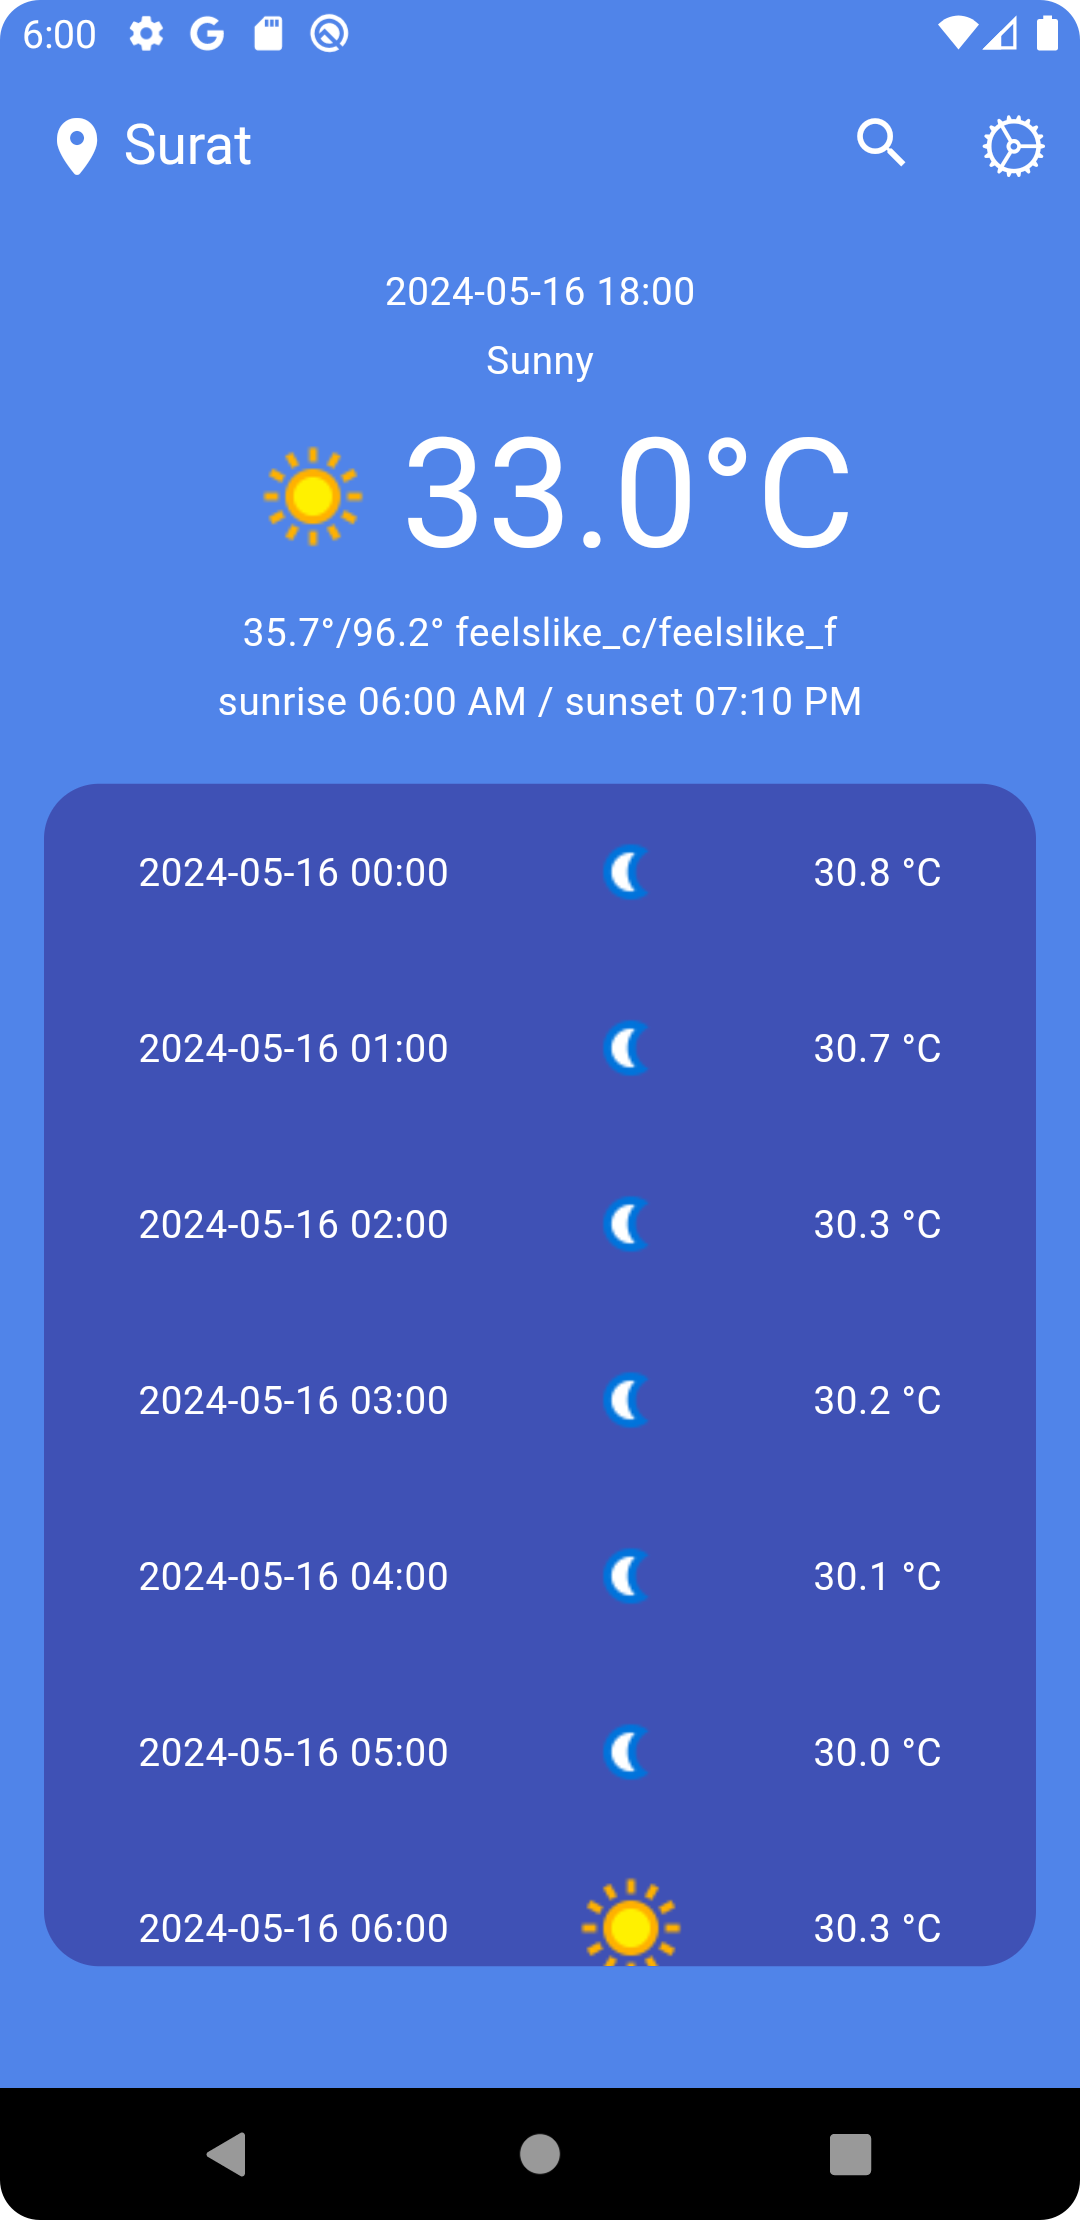 6:00
Surat
2024-05-16 18:00
Sunny
33.0°C
35.7°/96.2° feelslike_c/feelslike_f
sunrise 06:00 AM / sunset 07:10 PM
2024-05-16 00:00 30.8 °C
2024-05-16 01:00 30.7 °C
2024-05-16 02:00 30.3 °C
2024-05-16 03:00 30.2 °C
2024-05-16 04:00 30.1 °C
2024-05-16 05:00 30.0 °C
2024-05-16 06:00 30.3 °C